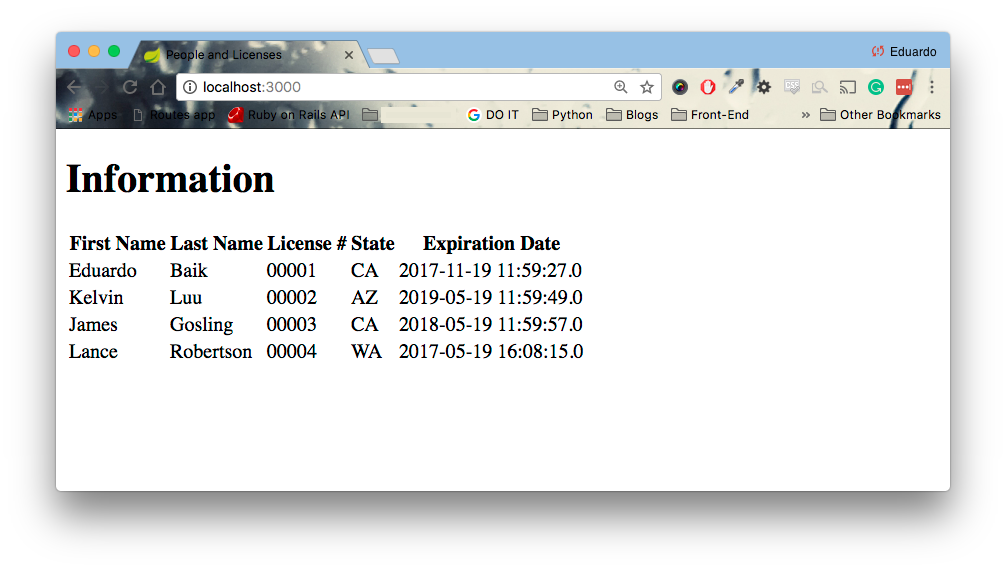 People and Licenses
Eduardo
localhost:3000
Apps Routes app Ruby on Rails API DO IT Python Blogs Front-End » Other Bookmarks
Information
First Name Last Name License # State Expiration Date
Eduardo Baik 00001 CA 2017-11-19 11:59:27.0
Kelvin Luu 00002 AZ 2019-05-19 11:59:49.0
James Gosling 00003 CA 2018-05-19 11:59:57.0
Lance Robertson 00004 WA 2017-05-19 16:08:15.0